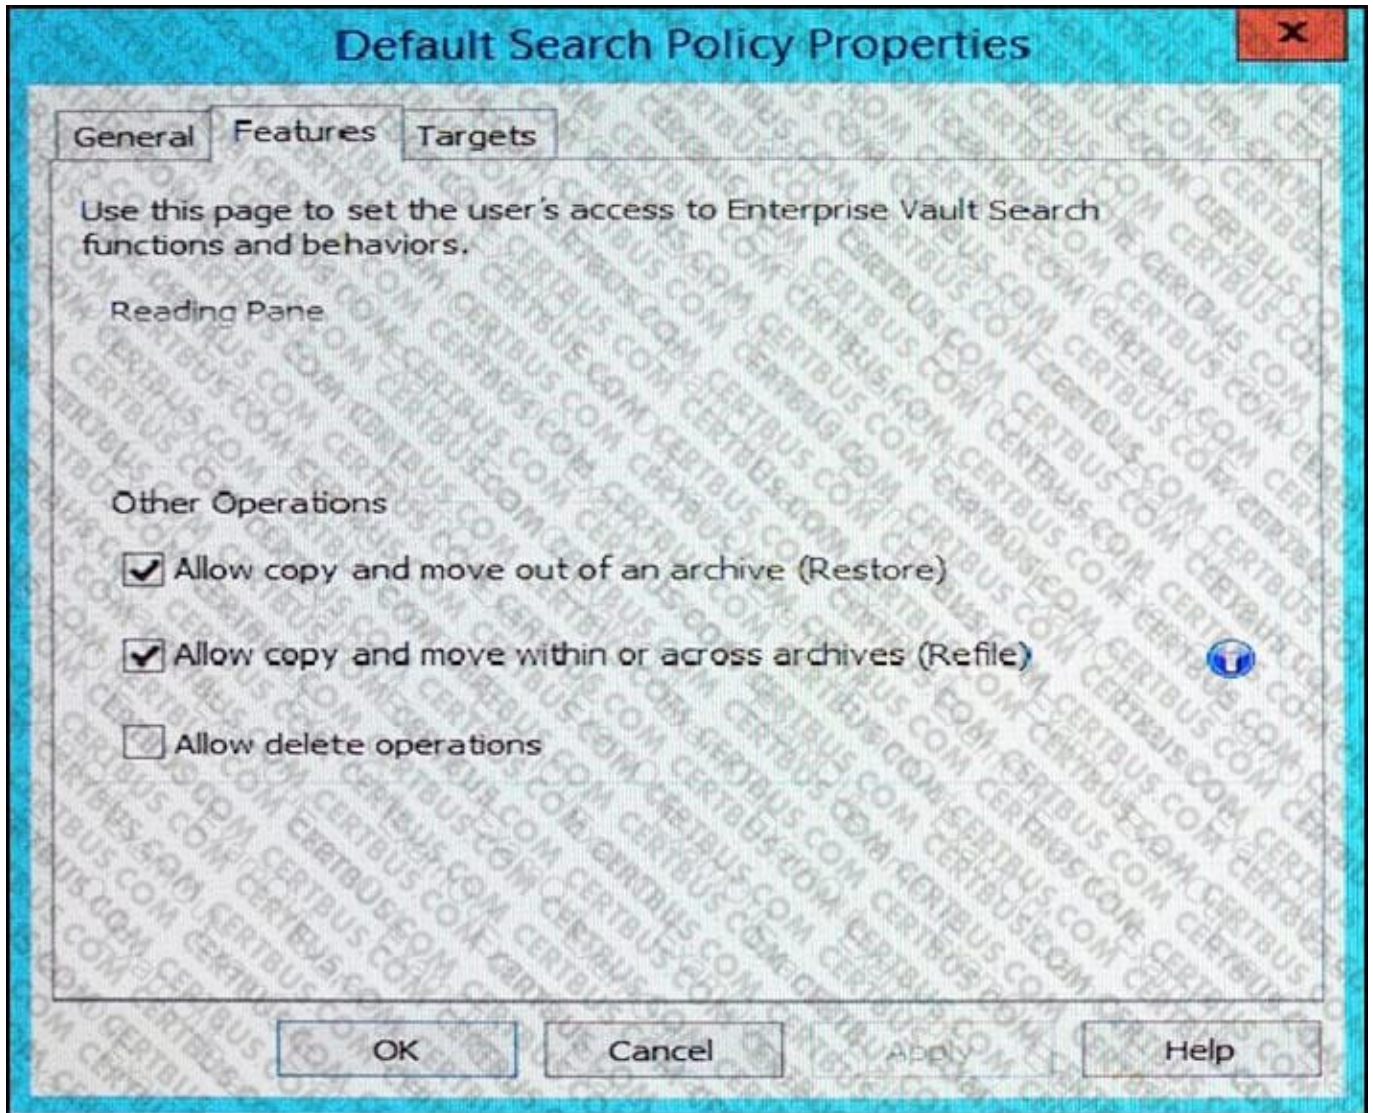 Default Search Policy Properties
x
General
Features
Targets
Use this page to set the user's access to Enterprise Vault Search
functions and behaviors.
Reading Pane
Other Operations
Allow copy and move out of an archive (Restore)
Allow copy and move within or across archives (Refile)
Allow delete operations
OK
Cancel
Apply
Help
CERTBUS.COM